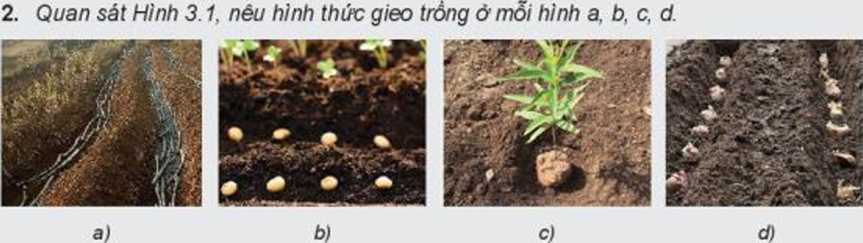 2. Quan sát Hình 3.1, nêu hình thức gieo trồng ở mỗi hình a, b, c, d.
a) b) c) d)